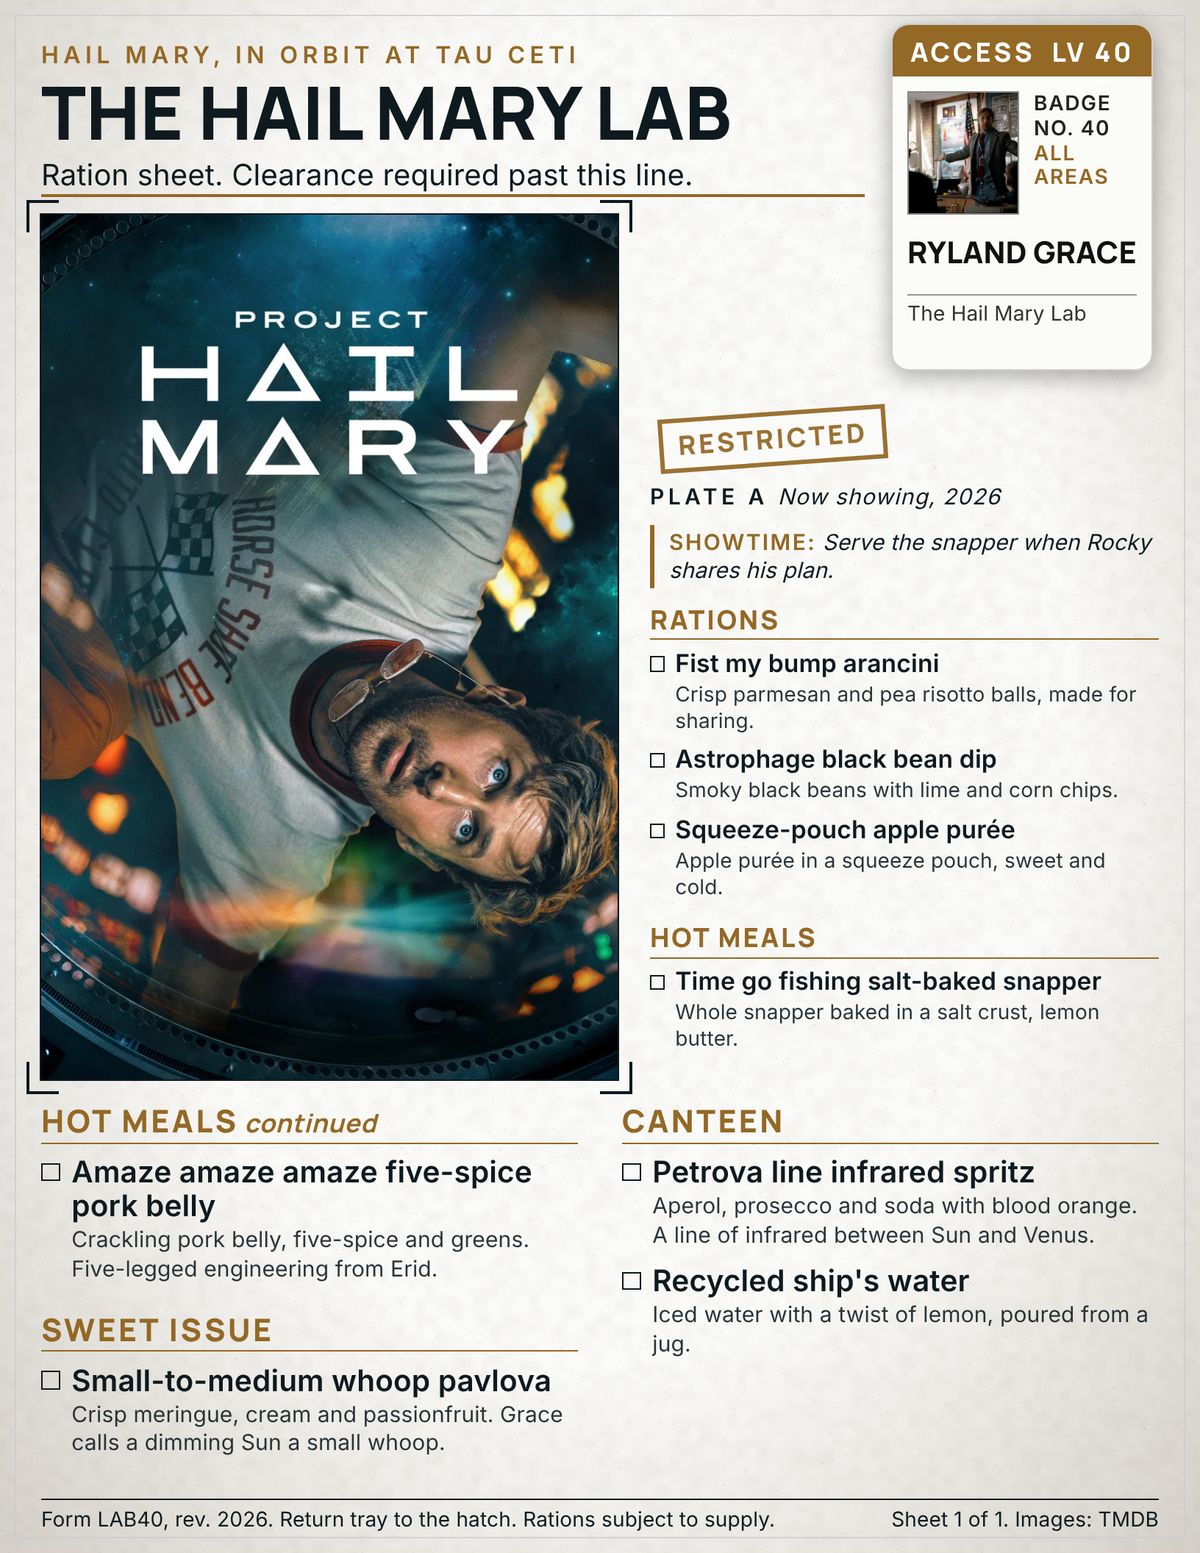 HAIL MARY, IN ORBIT AT TAU CETI
THE HAIL MARY LAB
Ration sheet. Clearance required past this line.
ACCESS LV 40
BADGE
NO. 40
ALL
AREAS
RYLAND GRACE
The Hail Mary Lab
PROJECT
HAIL
MARY
HORSE SHOE BEND
RESTRICTED
PLATE A Now showing, 2026
SHOWTIME: Serve the snapper when Rocky
shares his plan.
RATIONS
Fist my bump arancini
Crisp parmesan and pea risotto balls, made for
sharing.
Astrophage black bean dip
Smoky black beans with lime and corn chips.
Squeeze-pouch apple purée
Apple purée in a squeeze pouch, sweet and
cold.
HOT MEALS
Time go fishing salt-baked snapper
Whole snapper baked in a salt crust, lemon
butter.
HOT MEALS continued
Amaze amaze amaze five-spice
pork belly
Crackling pork belly, five-spice and greens.
Five-legged engineering from Erid.
SWEET ISSUE
Small-to-medium whoop pavlova
Crisp meringue, cream and passionfruit. Grace
calls a dimming Sun a small whoop.
CANTEEN
Petrova line infrared spritz
Aperol, prosecco and soda with blood orange.
A line of infrared between Sun and Venus.
Recycled ship's water
Iced water with a twist of lemon, poured from a
jug.
Form LAB40, rev. 2026. Return tray to the hatch. Rations subject to supply.
Sheet 1 of 1. Images: TMDB